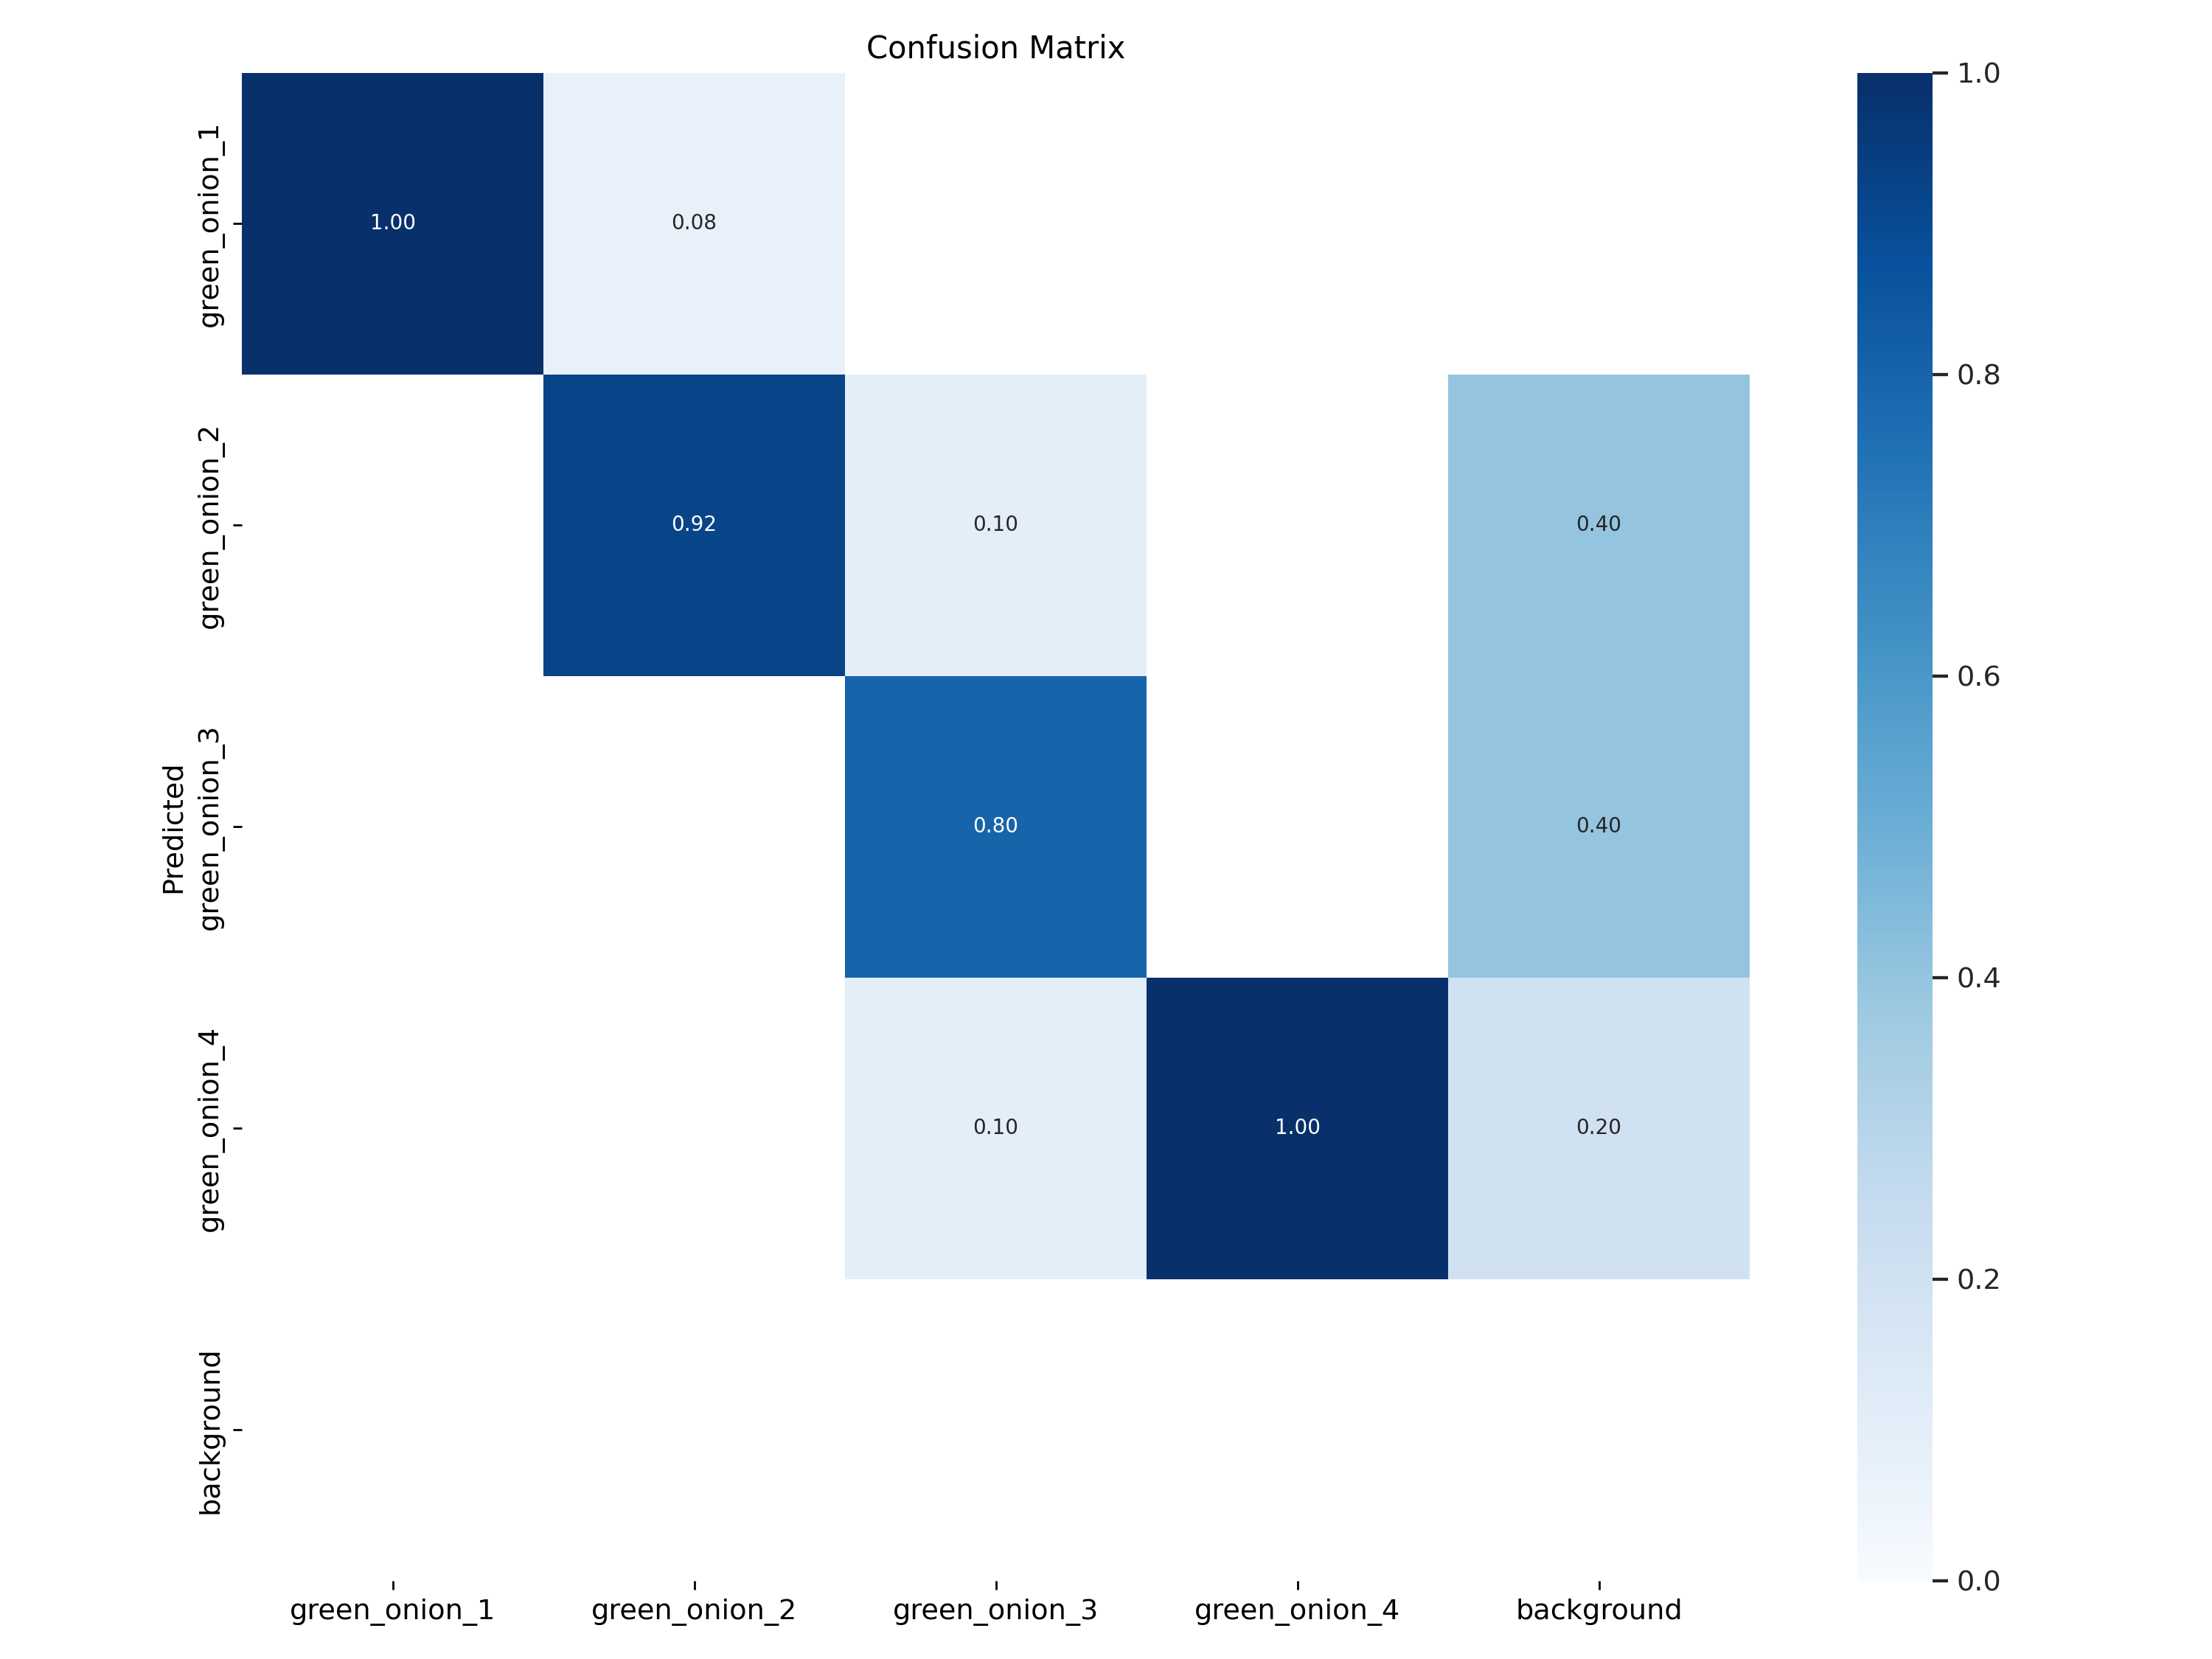 Confusion Matrix
green_onion_1
1.00
0.08
green_onion_2
0.92
0.10
0.40
Predicted
green_onion_3
0.80
0.40
green_onion_4
0.10
1.00
0.20
background
green_onion_1
green_onion_2
green_onion_3
green_onion_4
background
1.0
0.8
0.6
0.4
0.2
0.0